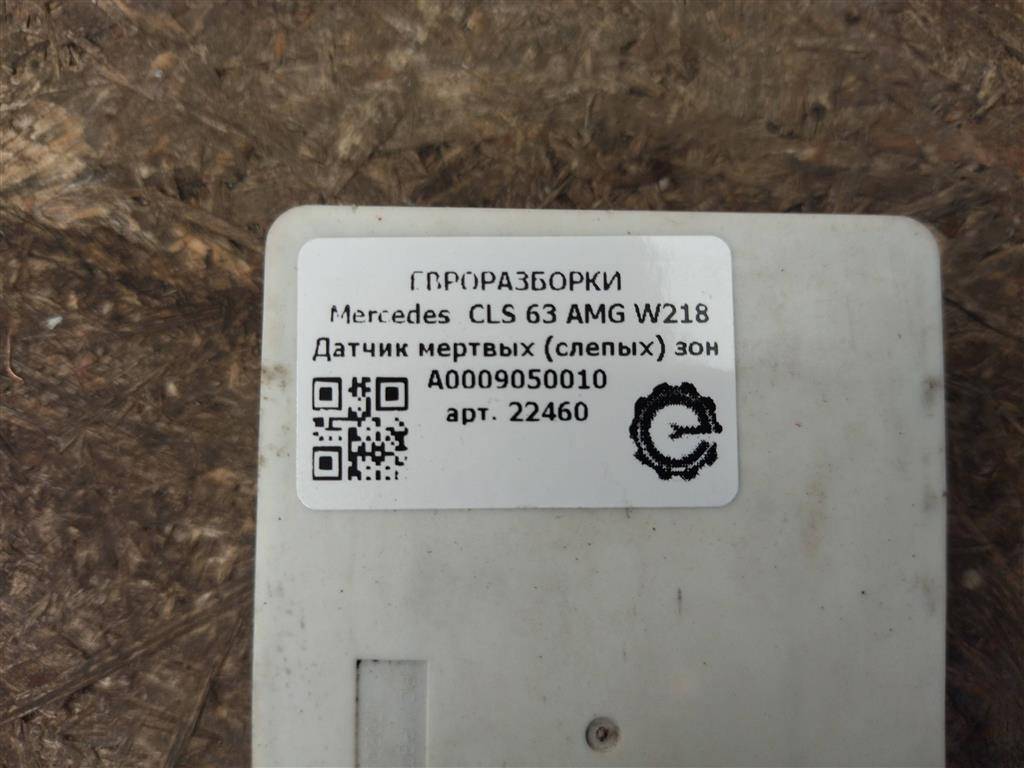 ЕВРОРАЗБОРКИ
Mercedes CLS 63 AMG W218
Датчик мертвых (слепых) зон
A0009050010
арт. 22460